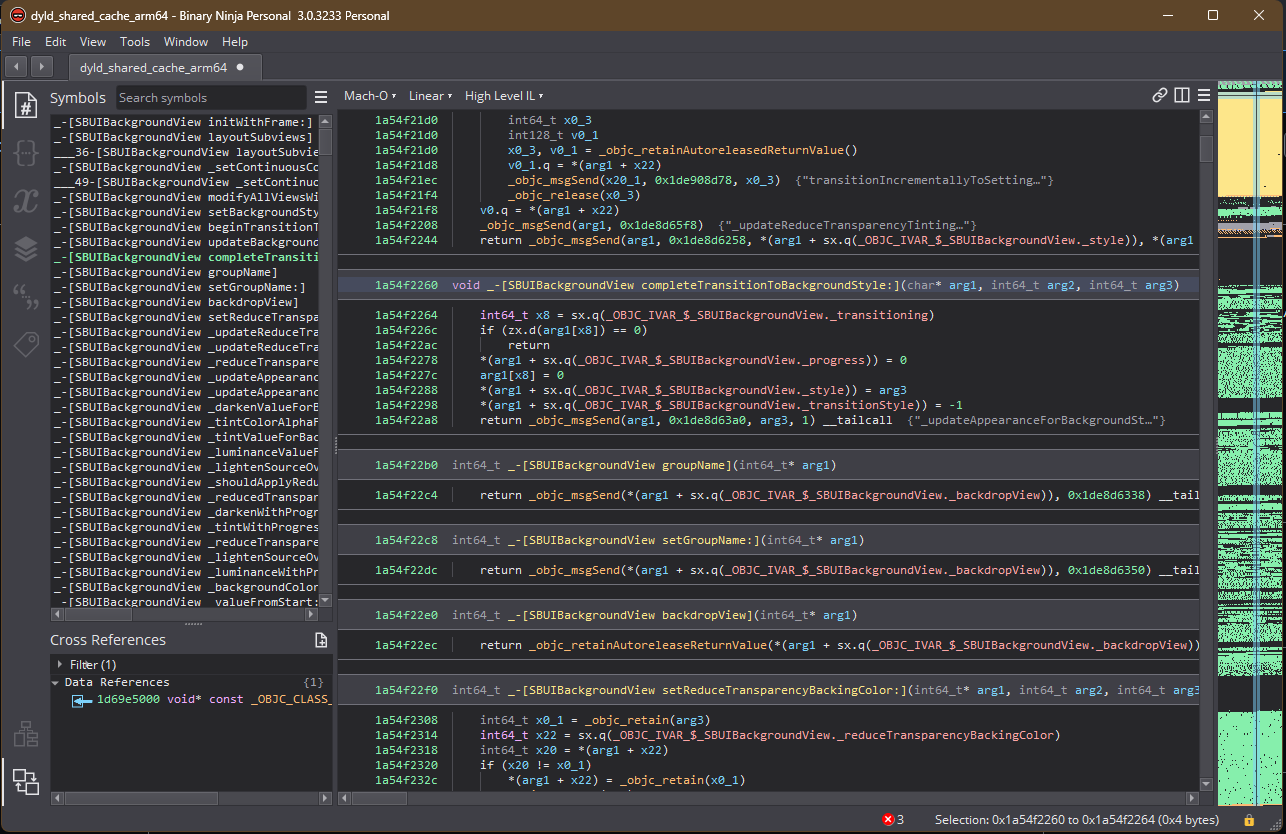 dyld_shared_cache_arm64 - Binary Ninja Personal 3.0.3233 Personal
File Edit View Tools Window Help
dyld_shared_cache_arm64
Symbols Search symbols
_-[SBUIBackgroundView initWithFrame:]
_-[SBUIBackgroundView layoutSubviews]
___36-[SBUIBackgroundView layoutSubvie
_-[SBUIBackgroundView _setContinuousCo
___49-[SBUIBackgroundView _setContinuc
_-[SBUIBackgroundView modifyAllViewsWi
_-[SBUIBackgroundView setBackgroundSty
_-[SBUIBackgroundView beginTransitionT
_-[SBUIBackgroundView updateBackground
_-[SBUIBackgroundView completeTransiti
_-[SBUIBackgroundView groupName]
_-[SBUIBackgroundView setGroupName:]
_-[SBUIBackgroundView backdropView]
_-[SBUIBackgroundView setReduceTranspa
_-[SBUIBackgroundView _updateReduceTra
_-[SBUIBackgroundView _updateReduceTra
_-[SBUIBackgroundView _reduceTranspare
_-[SBUIBackgroundView _updateAppearanc
_-[SBUIBackgroundView _updateAppearanc
_-[SBUIBackgroundView _darkenValueForB
_-[SBUIBackgroundView _tintColorAlphaF
_-[SBUIBackgroundView _tintValueForBac
_-[SBUIBackgroundView _luminanceValueF
_-[SBUIBackgroundView _lightenSourceOv
_-[SBUIBackgroundView _shouldApplyRedu
_-[SBUIBackgroundView _reducedTranspar
_-[SBUIBackgroundView _darkenWithProgr
_-[SBUIBackgroundView _tintWithProgres
_-[SBUIBackgroundView _reduceTranspare
_-[SBUIBackgroundView _lightenSourceOv
_-[SBUIBackgroundView _luminanceWithPr
_-[SBUIBackgroundView _backgroundColor
_-[SBUIBackgroundView _valueFromStart:
Cross References
Filter (1)
Data References {1}
1d69e5000 void* const _OBJC_CLASS_
Mach-O Linear High Level IL
1a54f21d0 int64_t x0_3
1a54f21d0 int128_t v0_1
1a54f21d0 x0_3, v0_1 = _objc_retainAutoreleasedReturnValue()
1a54f21d8 v0_1.q = *(arg1 + x22)
1a54f21ec _objc_msgSend(x20_1, 0x1de908d78, x0_3) {"transitionIncrementallyToSetting…"}
1a54f21f4 _objc_release(x0_3)
1a54f21f8 v0.q = *(arg1 + x22)
1a54f2208 _objc_msgSend(arg1, 0x1de8d65f8) {"_updateReduceTransparencyTinting…"}
1a54f2244 return _objc_msgSend(arg1, 0x1de8d6258, *(arg1 + sx.q(_OBJC_IVAR_$_SBUIBackgroundView._style)), *(arg1
1a54f2260 void _-[SBUIBackgroundView completeTransitionToBackgroundStyle:](char* arg1, int64_t arg2, int64_t arg3)
1a54f2264 int64_t x8 = sx.q(_OBJC_IVAR_$_SBUIBackgroundView._transitioning)
1a54f226c if (zx.d(arg1[x8]) == 0)
1a54f22ac return
1a54f2278 *(arg1 + sx.q(_OBJC_IVAR_$_SBUIBackgroundView._progress)) = 0
1a54f227c arg1[x8] = 0
1a54f2288 *(arg1 + sx.q(_OBJC_IVAR_$_SBUIBackgroundView._style)) = arg3
1a54f2298 *(arg1 + sx.q(_OBJC_IVAR_$_SBUIBackgroundView._transitionStyle)) = -1
1a54f22a8 return _objc_msgSend(arg1, 0x1de8d63a0, arg3, 1) __tailcall {"_updateAppearanceForBackgroundSt…"}
1a54f22b0 int64_t _-[SBUIBackgroundView groupName](int64_t* arg1)
1a54f22c4 return _objc_msgSend(*(arg1 + sx.q(_OBJC_IVAR_$_SBUIBackgroundView._backdropView)), 0x1de8d6338) __tail
1a54f22c8 int64_t _-[SBUIBackgroundView setGroupName:](int64_t* arg1)
1a54f22dc return _objc_msgSend(*(arg1 + sx.q(_OBJC_IVAR_$_SBUIBackgroundView._backdropView)), 0x1de8d6350) __tail
1a54f22e0 int64_t _-[SBUIBackgroundView backdropView](int64_t* arg1)
1a54f22ec return _objc_retainAutoreleaseReturnValue(*(arg1 + sx.q(_OBJC_IVAR_$_SBUIBackgroundView._backdropView))
1a54f22f0 int64_t _-[SBUIBackgroundView setReduceTransparencyBackingColor:](int64_t* arg1, int64_t arg2, int64_t arg3
1a54f2308 int64_t x0_1 = _objc_retain(arg3)
1a54f2314 int64_t x22 = sx.q(_OBJC_IVAR_$_SBUIBackgroundView._reduceTransparencyBackingColor)
1a54f2318 int64_t x20 = *(arg1 + x22)
1a54f2320 if (x20 != x0_1)
1a54f232c *(arg1 + x22) = _objc_retain(x0_1)
3 Selection: 0x1a54f2260 to 0x1a54f2264 (0x4 bytes)